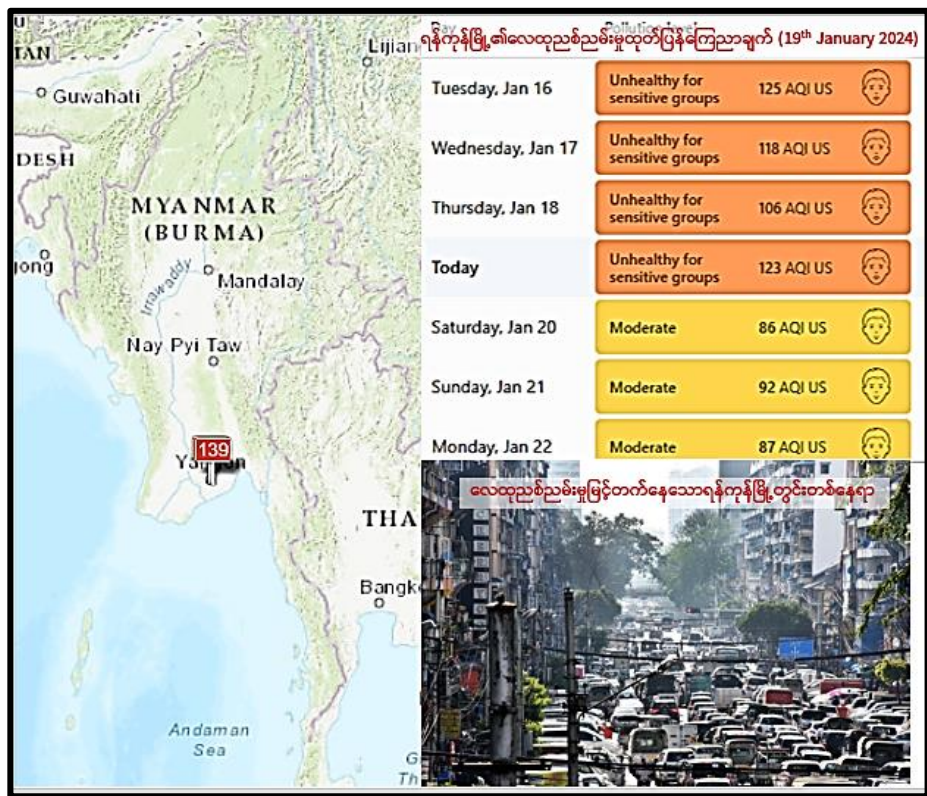 MAN
Guwahati
DESH
Lijian
MYANMAR
(BURMA)
Irrawaddy
Mandalay
Nay Pyi Taw
139
THA
Bangk
Andaman
Sea
G
Th
ရန်ကုန်မြို့၏လေထုညစ်ညမ်းမှုထုတ်ပြန်ကြေညာချက် (19th January 2024)
Tuesday, Jan 16
Unhealthy for
sensitive groups
125 AQI US
Wednesday, Jan 17
Unhealthy for
sensitive groups
118 AQI US
Thursday, Jan 18
Unhealthy for
sensitive groups
106 AQI US
Today
Unhealthy for
sensitive groups
123 AQI US
Saturday, Jan 20
Moderate
86 AQI US
Sunday, Jan 21
Moderate
92 AQI US
Monday, Jan 22
Moderate
87 AQI US
လေထုညစ်ညမ်းမှုမြင့်တက်နေသောရန်ကုန်မြို့တွင်းတစ်နေရာ